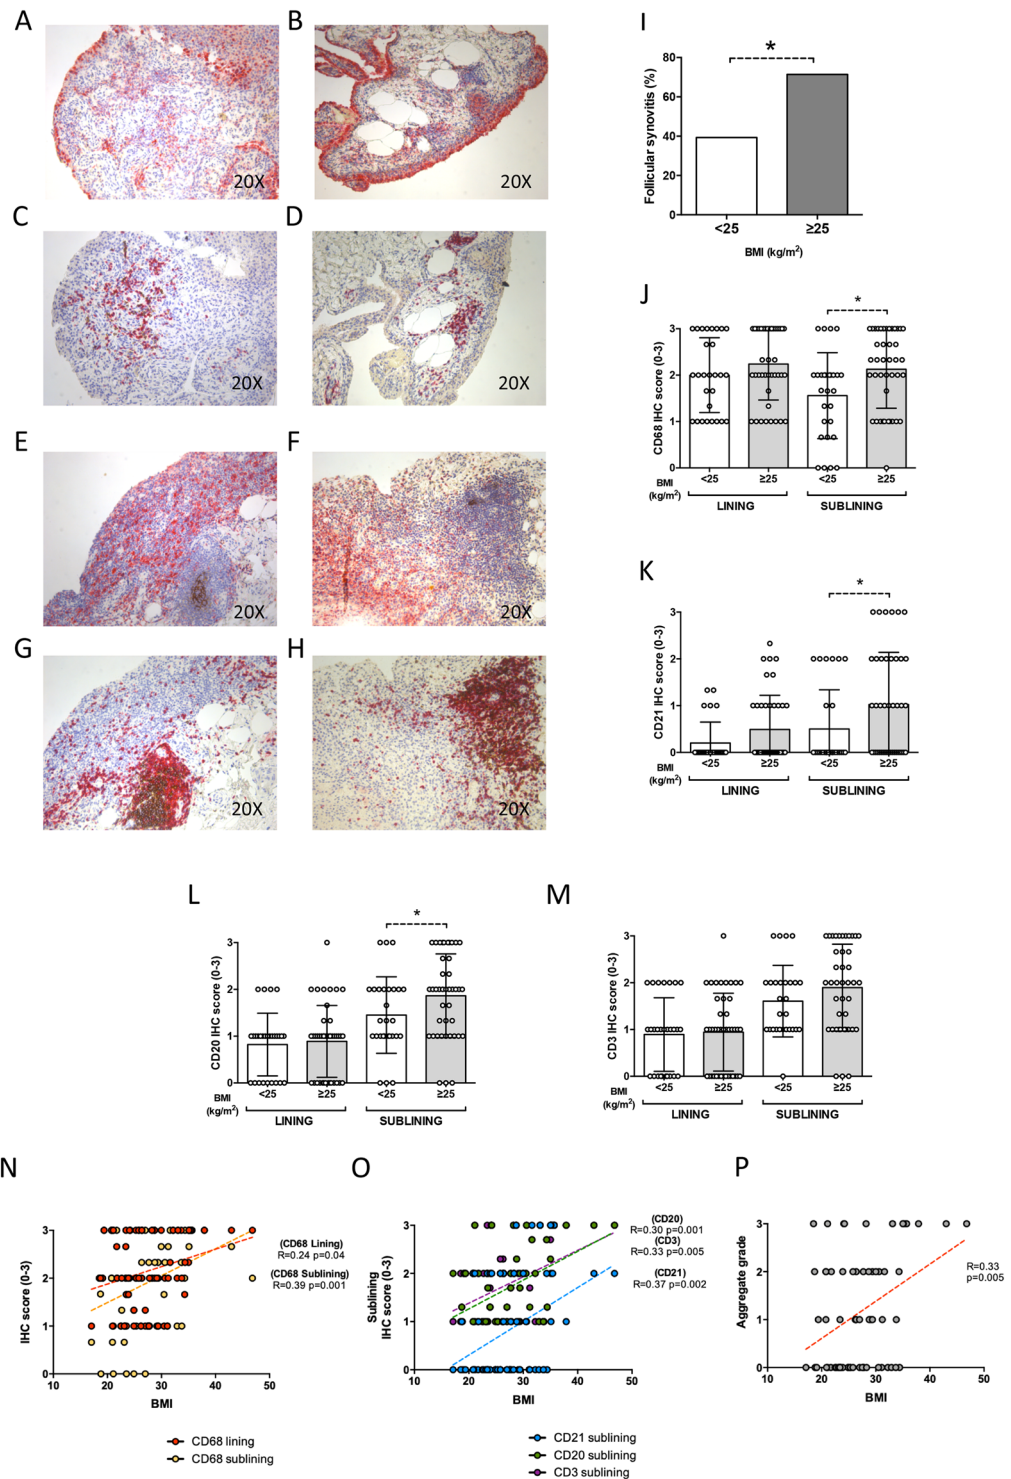 A
B
20X
20X
C
D
20X
20X
E
F
20X
20X
G
H
20X
20X
I
*
80
60
40
20
0
Follicular synovitis (%)
<25
≥25
BMI (kg/m²)
J
*
3
2
1
0
CD68 IHC score (0-3)
BMI
(kg/m²)
<25
≥25
<25
≥25
LINING
SUBLINING
K
*
3
2
1
0
CD21 IHC score (0-3)
BMI
(kg/m²)
<25
≥25
<25
≥25
LINING
SUBLINING
L
*
3
2
1
0
CD20 IHC score (0-3)
BMI
(kg/m²)
<25
≥25
<25
≥25
LINING
SUBLINING
M
3
2
1
0
CD3 IHC score (0-3)
BMI
(kg/m²)
<25
≥25
<25
≥25
LINING
SUBLINING
N
3
2
1
0
IHC score (0-3)
10
20
30
40
50
BMI
(CD68 Lining)
R=0.24 p=0.04
(CD68 Sublining)
R=0.39 p=0.001
CD68 lining
CD68 sublining
O
3
2
1
0
Sublining
IHC score (0-3)
10
20
30
40
50
BMI
(CD20)
R=0.30 p=0.001
(CD3)
R=0.33 p=0.005
(CD21)
R=0.37 p=0.002
CD21 sublining
CD20 sublining
CD3 sublining
P
3
2
1
0
Aggregate grade
10
20
30
40
50
BMI
R=0.33
p=0.005